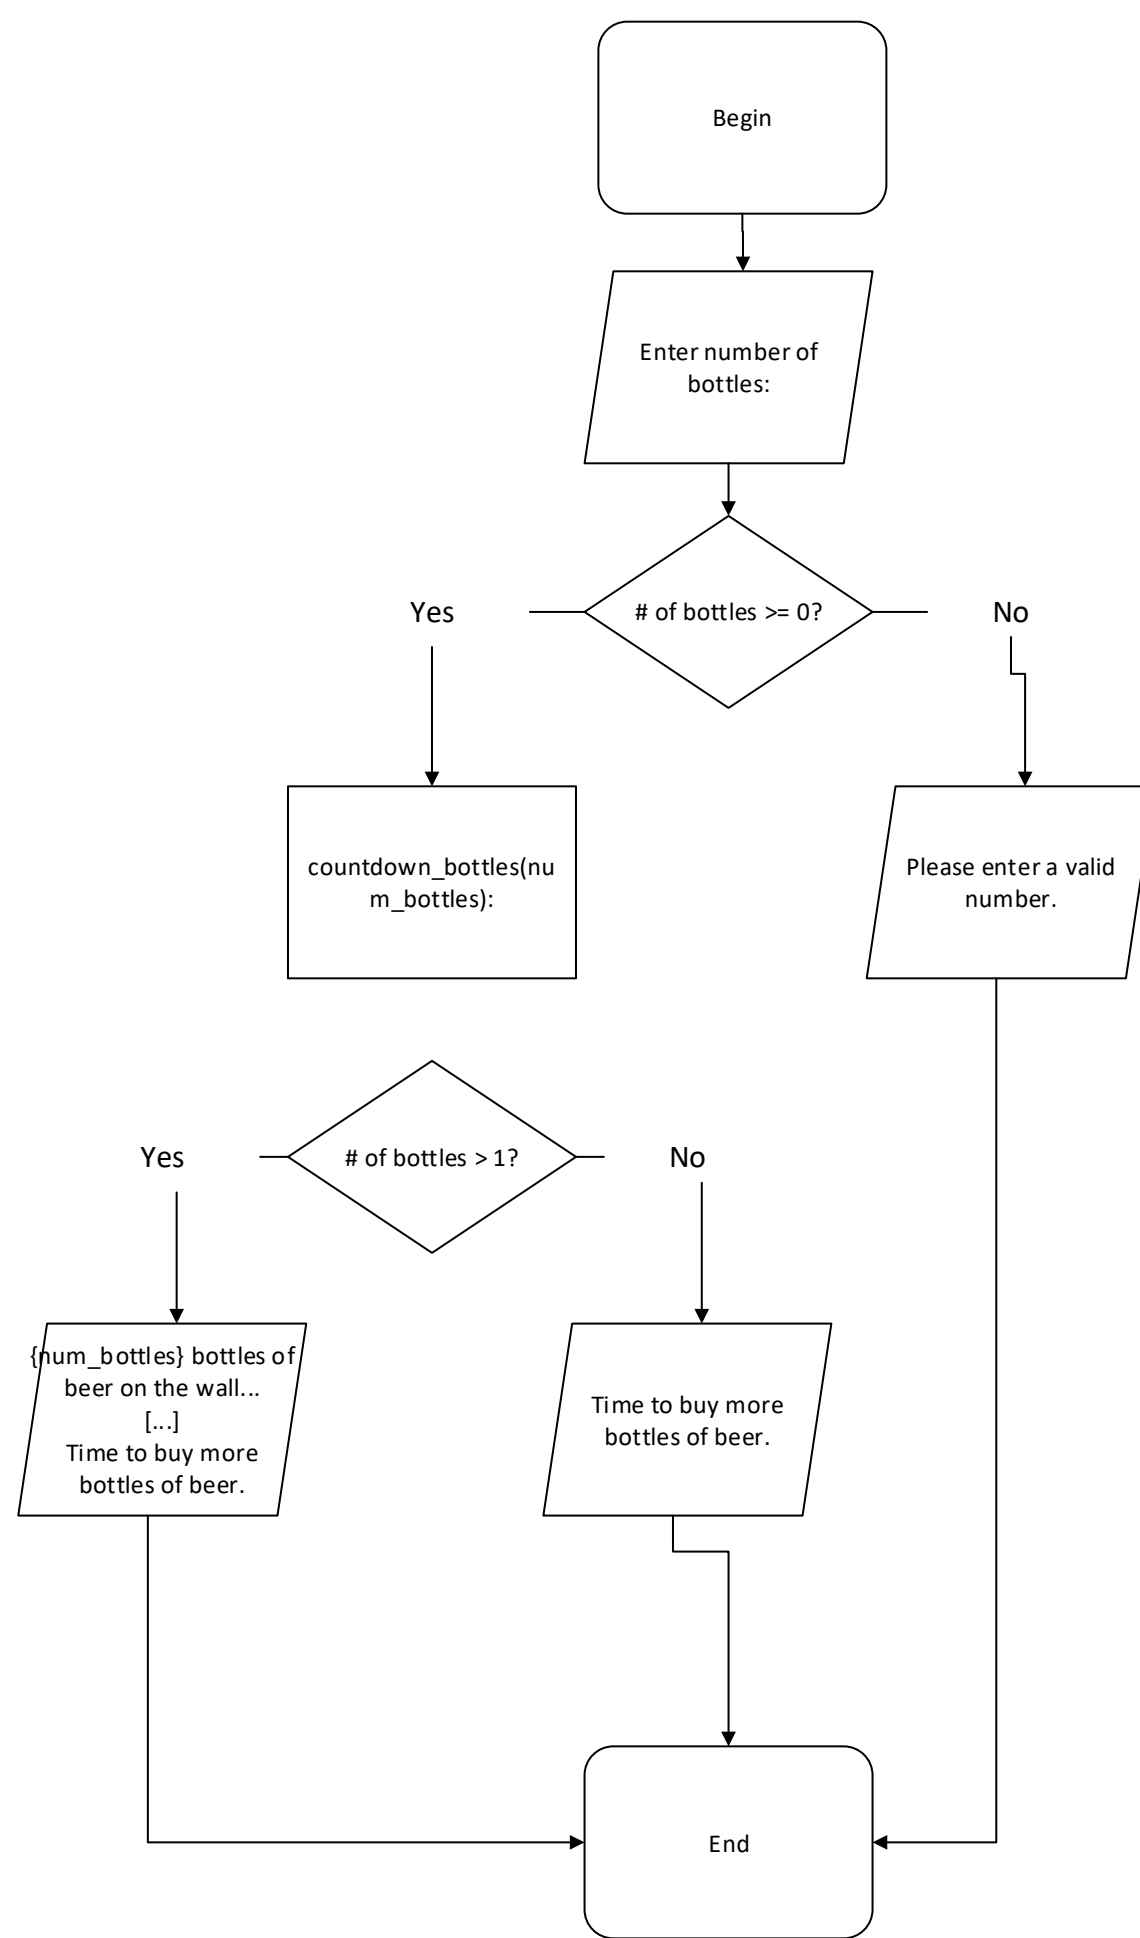 Begin
Enter number of
bottles:
# of bottles >= 0?
Yes
No
countdown_bottles(nu
m_bottles):
Please enter a valid
number.
# of bottles > 1?
Yes
No
{num_bottles} bottles of
beer on the wall...
[...]
Time to buy more
bottles of beer.
Time to buy more
bottles of beer.
End